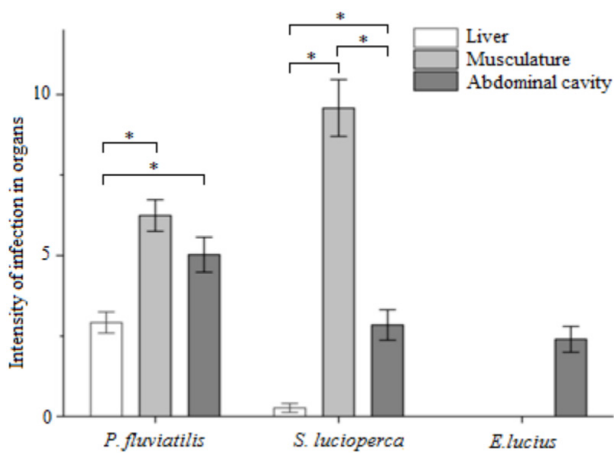 Liver
Musculature
Abdominal cavity
Intensity of infection in organs
10
5
0
*
*
*
*
*
P. fluviatilis
S. lucioperca
E.lucius